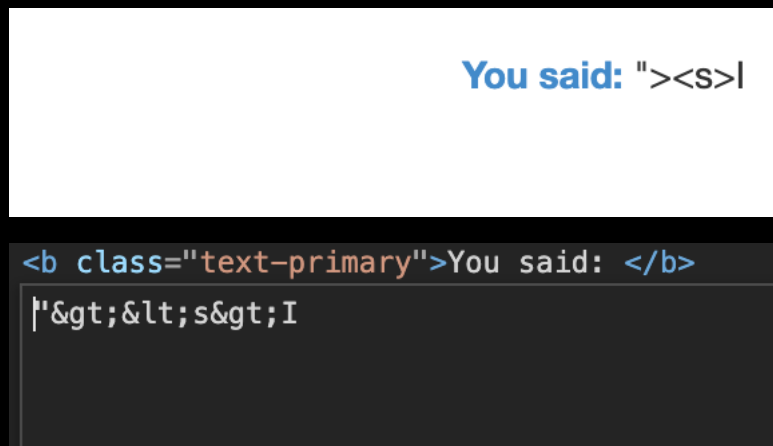 You said: "><s>I
<b class="text-primary">You said: </b>
"&gt;&lt;s&gt;I